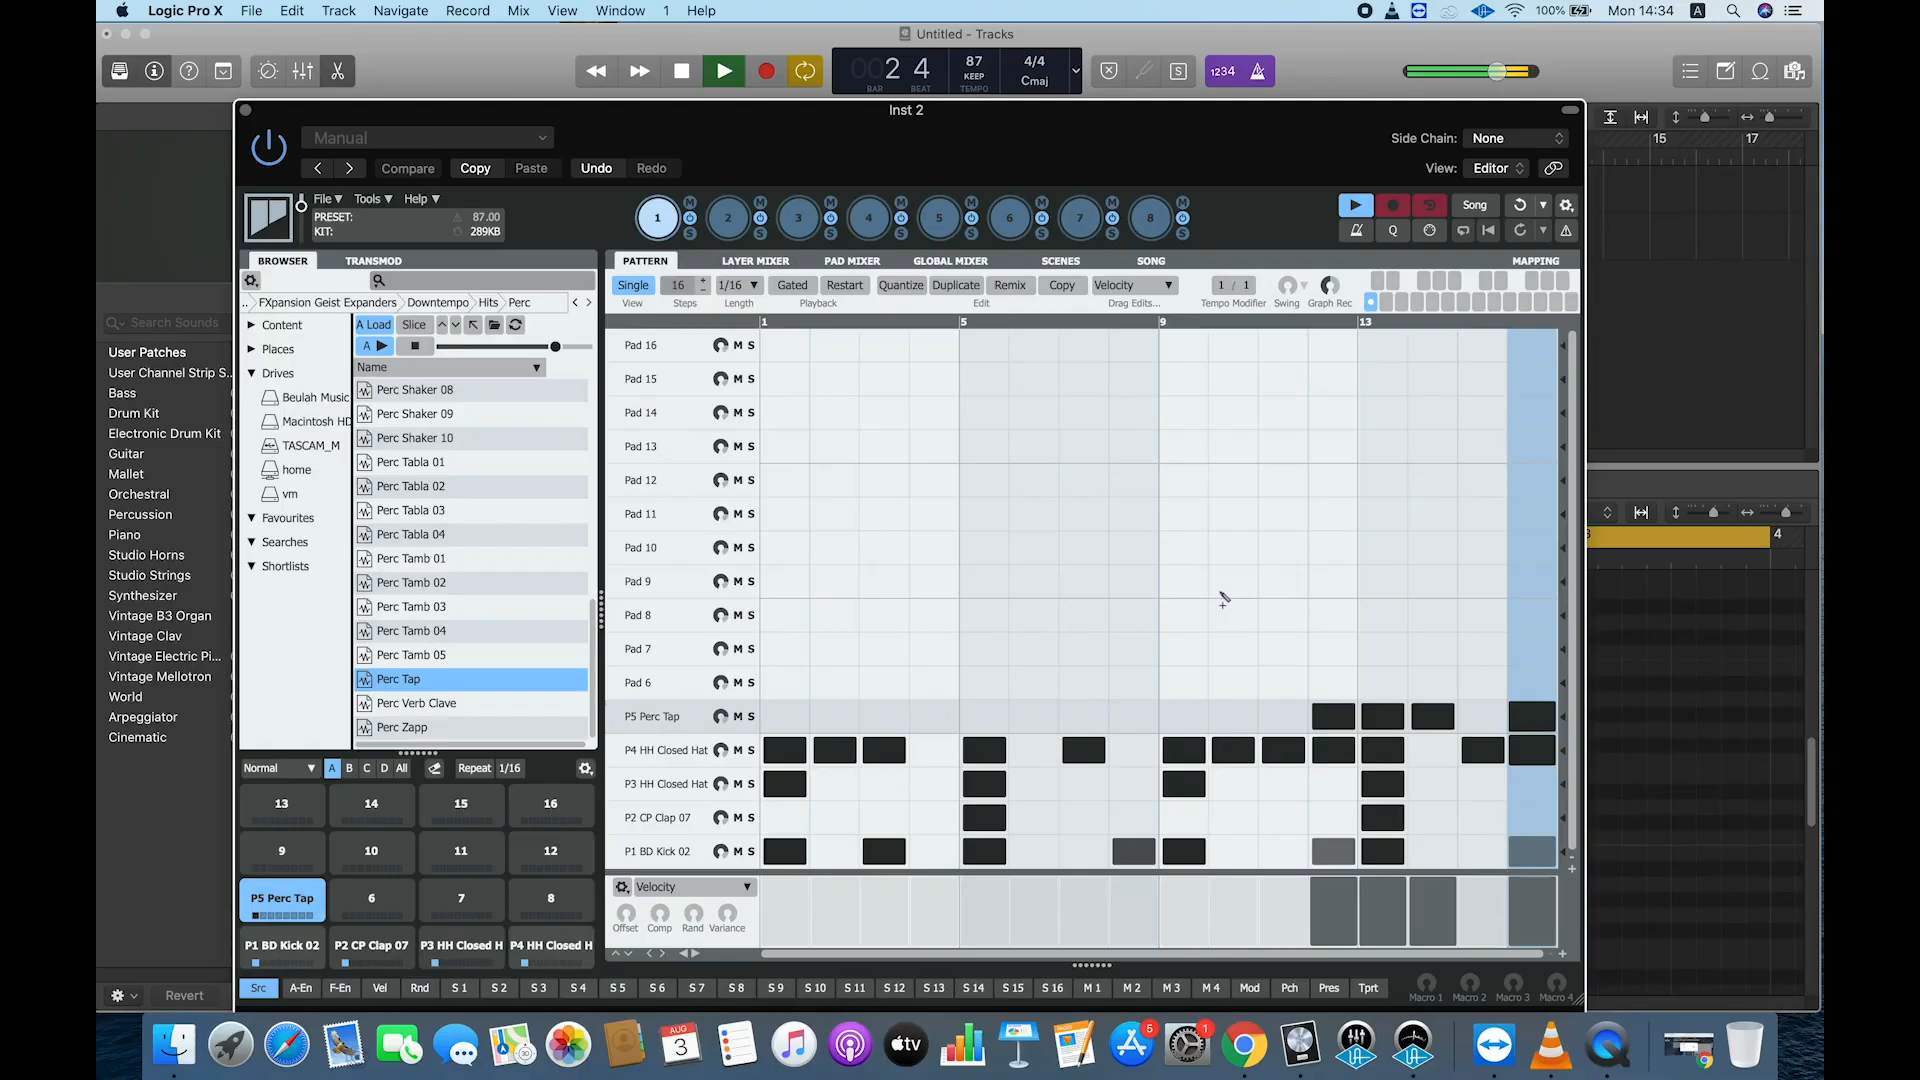 Logic Pro X File Edit Track Navigate Record Mix View Window 1 Help 100% Mon 14:34 A
Untitled - Tracks
2 4 87 4/4
KEEP Cmaj 1234 S
BAR BEAT TEMPO
Inst 2
Manual Side Chain: None
Compare Copy Paste Undo Redo View: Editor
15 17
File Tools Help
PRESET: 87.00
KIT: 289KB
1 2 3 4 5 6 7 8
M M M M M M M M
S S S S S S S S
Song
Q
BROWSER TRANSMOD PATTERN LAYER MIXER PAD MIXER GLOBAL MIXER SCENES SONG MAPPING
Single 16 1/16 Gated Restart Quantize Duplicate Remix Copy Velocity 1 / 1
View Steps Length Playback Edit Drag Edits... Tempo Modifier Swing Graph Rec
.. FXpansion Geist Expanders Downtempo Hits Perc
1 5 9 13
Search Sounds
User Patches
User Channel Strip S..
Bass
Drum Kit
Electronic Drum Kit
Guitar
Mallet
Orchestral
Percussion
Piano
Studio Horns
Studio Strings
Synthesizer
Vintage B3 Organ
Vintage Clav
Vintage Electric Pi...
Vintage Mellotron
World
Arpeggiator
Cinematic
Revert
Content
Places
Drives
Beulah Music
Macintosh HD
TASCAM_M
home
vm
Favourites
Searches
Shortlists
A Load Slice
A
Name
Perc Shaker 08
Perc Shaker 09
Perc Shaker 10
Perc Tabla 01
Perc Tabla 02
Perc Tabla 03
Perc Tabla 04
Perc Tamb 01
Perc Tamb 02
Perc Tamb 03
Perc Tamb 04
Perc Tamb 05
Perc Tap
Perc Verb Clave
Perc Zapp
Pad 16 M S
Pad 15 M S
Pad 14 M S
Pad 13 M S
Pad 12 M S
Pad 11 M S
Pad 10 M S
Pad 9 M S
Pad 8 M S
Pad 7 M S
Pad 6 M S
P5 Perc Tap M S
P4 HH Closed Hat M S
P3 HH Closed Hat M S
P2 CP Clap 07 M S
P1 BD Kick 02 M S
3 4
Normal A B C D All Repeat 1/16
13 14 15 16
9 10 11 12
P5 Perc Tap 6 7 8
P1 BD Kick 02 P2 CP Clap 07 P3 HH Closed H P4 HH Closed H
Velocity
Offset Comp Rand Variance
Src A-En F-En Vel Rnd S 1 S 2 S 3 S 4 S 5 S 6 S 7 S 8 S 9 S 10 S 11 S 12 S 13 S 14 S 15 S 16 M 1 M 2 M 3 M 4 Mod Pch Pres Tprt
Macro 1 Macro 2 Macro 3 Macro 4
AUG
3
tv
5
1